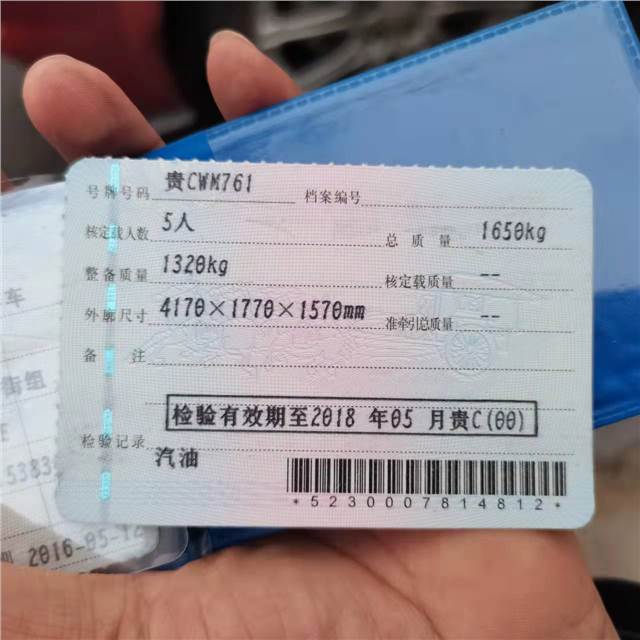 号牌号码 贵CWM761 档案编号
核定载人数 5人 总质量 1650kg
整备质量 1320kg 核定载质量 --
外廓尺寸 4170×1770×1570mm 准牵引总质量 --
备注
检验有效期至2018 年05 月贵C(00)
检验记录
汽油
*5230007814812*
车
街组
5383
2016-05-12